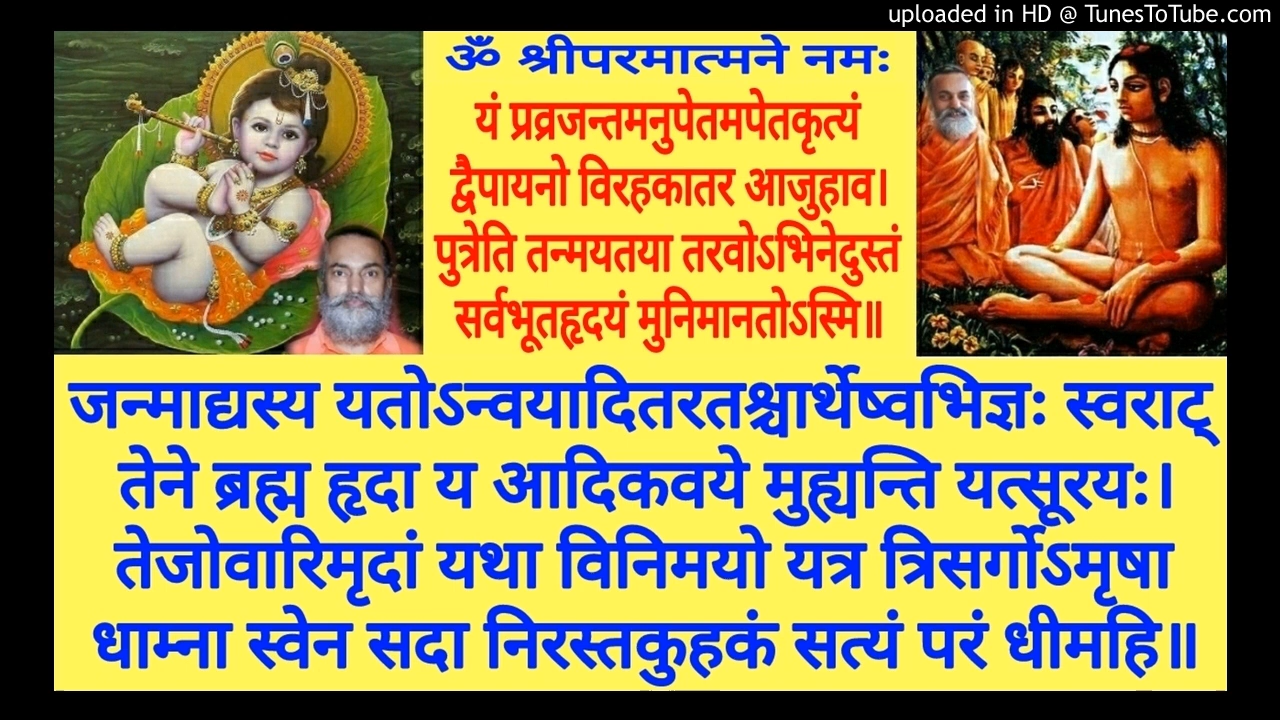 uploaded in HD @ TunesToTube.com
ॐ श्रीपरमात्मने नमः
यं प्रव्रजन्तमनुपेतमपेतकृत्यं
द्वैपायनो विरहकातर आजुहाव।
पुत्रेति तन्मयतया तरवोऽभिनेदुस्तं
सर्वभूतहृदयं मुनिमानतोऽस्मि॥
जन्माद्यस्य यतोऽन्वयादितरतश्चार्थेष्वभिज्ञः स्वराट्
तेने ब्रह्म हृदा य आदिकवये मुह्यन्ति यत्सूरयः।
तेजोवारिमृदां यथा विनिमयो यत्र त्रिसर्गोऽमृषा
धाम्ना स्वेन सदा निरस्तकुहकं सत्यं परं धीमहि॥